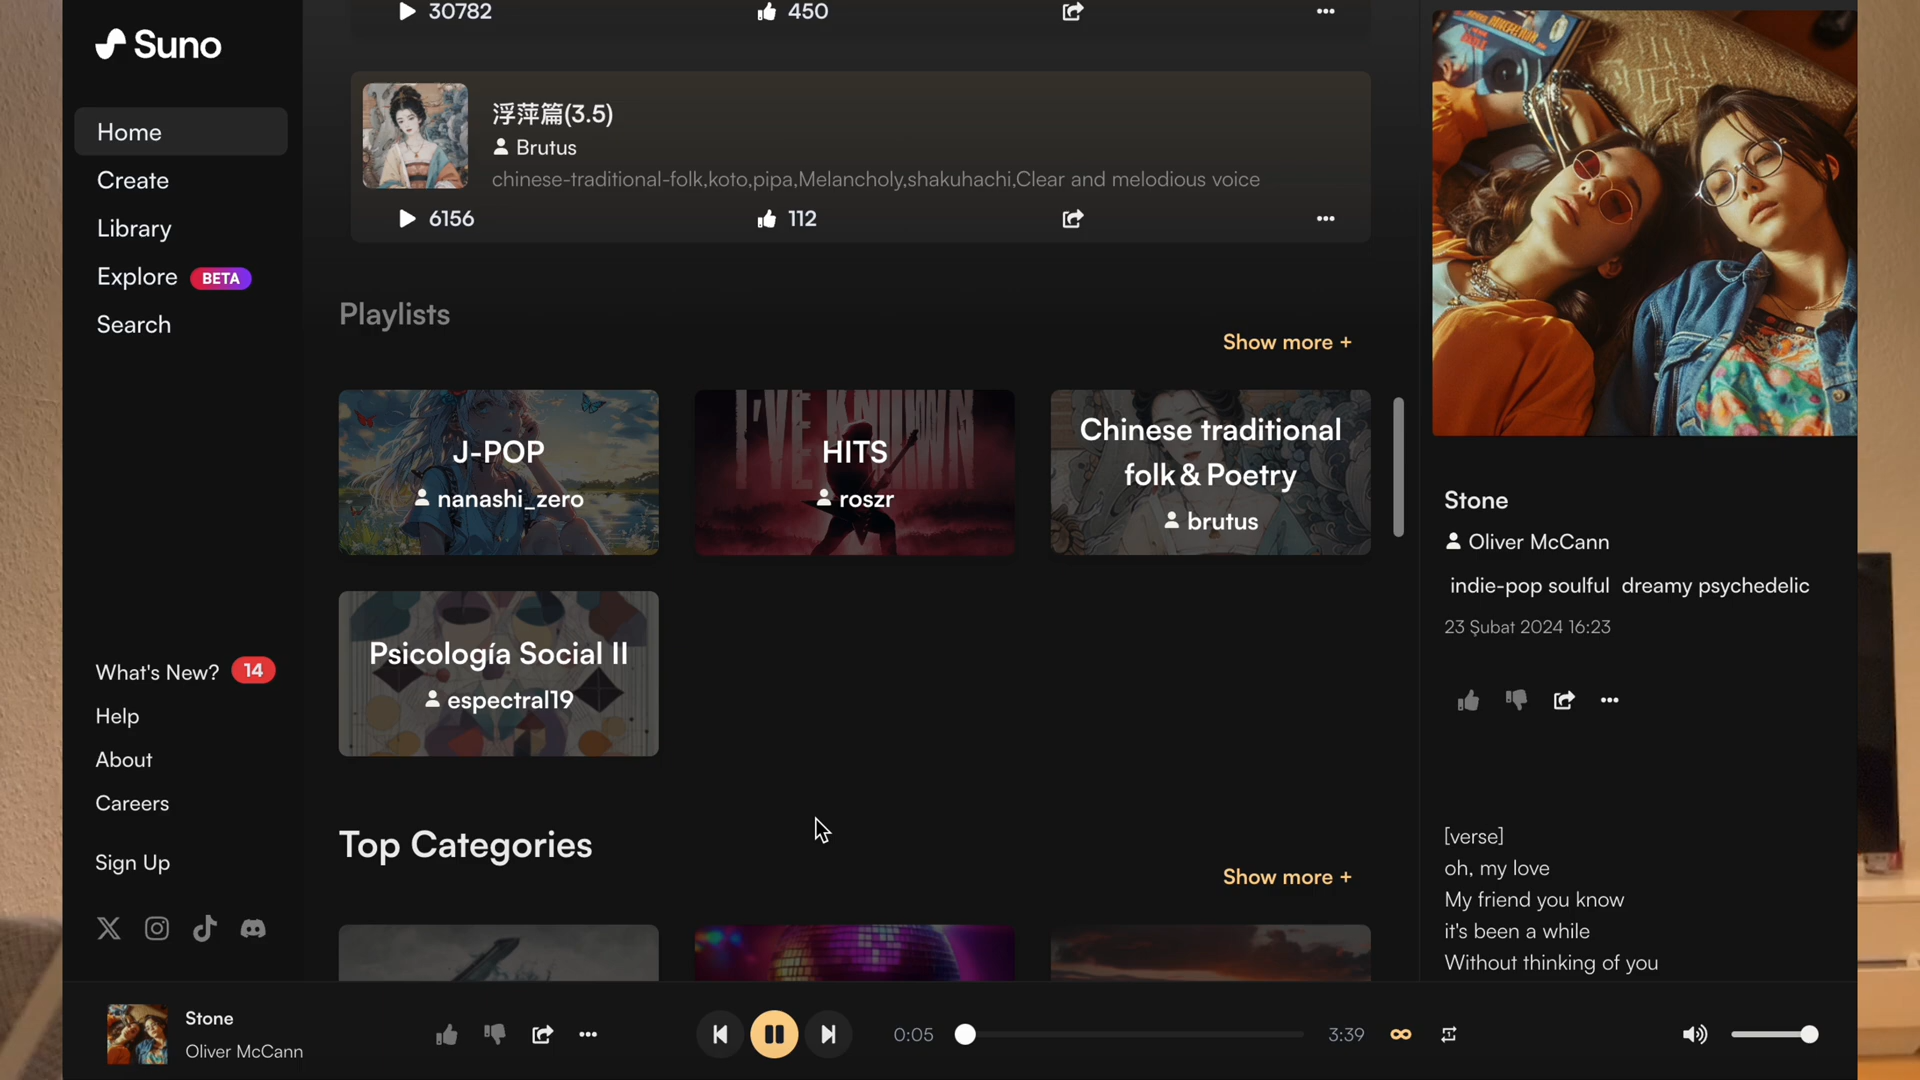 Suno
Home
Create
Library
Explore BETA
Search
What's New? 14
Help
About
Careers
Sign Up
30782 450
浮萍篇(3.5)
Brutus
chinese-traditional-folk,koto,pipa,Melancholy,shakuhachi,Clear and melodious voice
6156 112
Playlists
Show more +
I'VE KNOWN
J-POP
nanashi_zero
HITS
roszr
Chinese traditional
folk & Poetry
brutus
Psicología Social II
espectral19
Top Categories
Show more +
Stone
Oliver McCann
indie-pop soulful dreamy psychedelic
23 Şubat 2024 16:23
[verse]
oh, my love
My friend you know
it's been a while
Without thinking of you
Stone
Oliver McCann
0:05 3:39